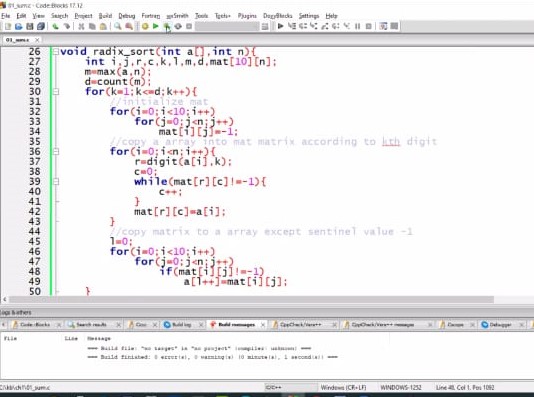 01_sum.c - Code::Blocks 17.12
File Edit View Search Project Build Debug Fortran wxSmith Tools Tools+ Plugins DoxyBlocks Settings Help
01_sum.c
26 void radix_sort(int a[],int n){
27 int i,j,r,c,k,l,m,d,mat[10][n];
28 m=max(a,n);
29 d=count(m);
30 for(k=1;k<=d;k++){
31 //initialize mat
32 for(i=0;i<10;i++)
33 for(j=0;j<n;j++)
34 mat[i][j]=-1;
35 //copy a array into mat matrix according to kth digit
36 for(i=0;i<n;i++){
37 r=digit(a[i],k);
38 c=0;
39 while(mat[r][c]!=-1){
40 c++;
41 }
42 mat[r][c]=a[i];
43 }
44 //copy matrix to a array except sentinel value -1
45 l=0;
46 for(i=0;i<10;i++)
47 for(j=0;j<n;j++)
48 if(mat[i][j]!=-1)
49 a[l++]=mat[i][j];
50 }
Logs & others
Code::Blocks Search results Cccc Build log Build messages CppCheck/Vera++ CppCheck/Vera++ messages Cscope Debugger
File Line Message
=== Build file: "no target" in "no project" (compiler: unknown) ===
=== Build finished: 0 error(s), 0 warning(s) (0 minute(s), 1 second(s)) ===
C/C++ Windows (CR+LF) WINDOWS-1252 Line 48, Col 1, Pos 1092